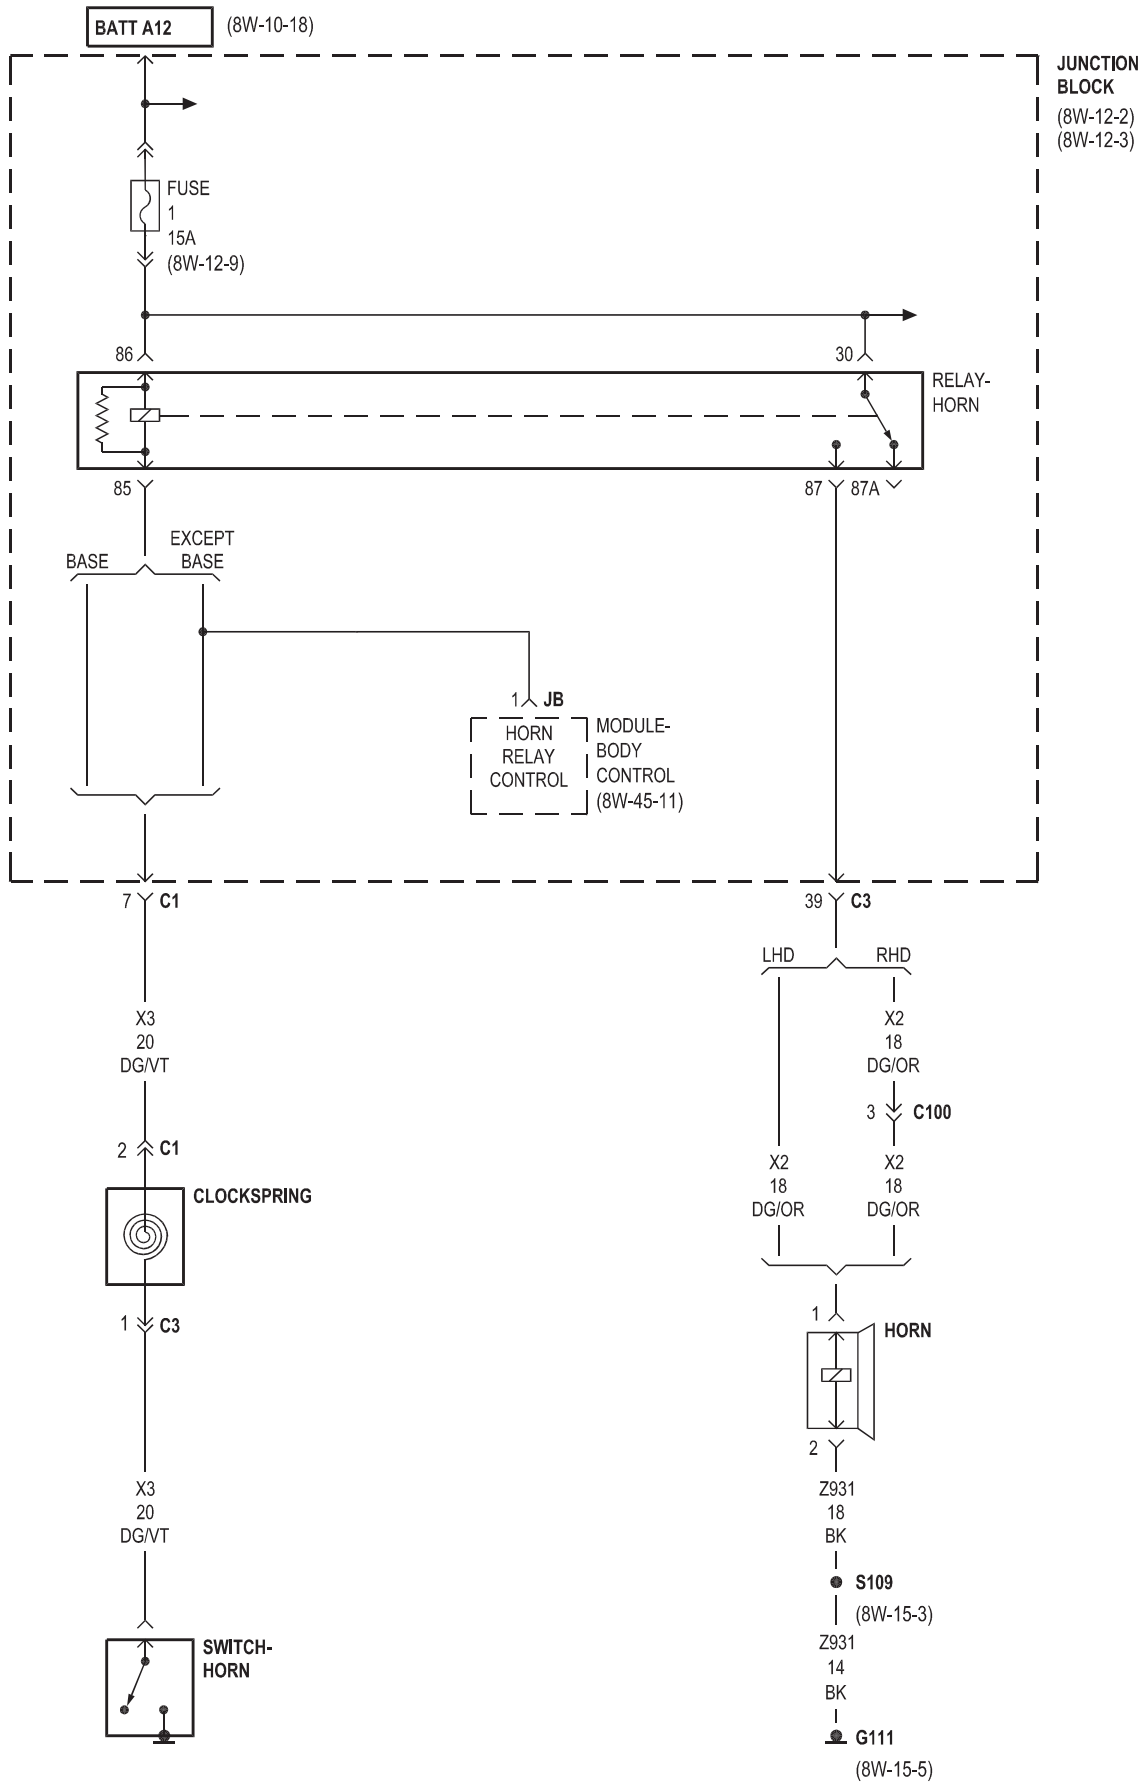 BATT A12
(8W-10-18)
JUNCTION
BLOCK
(8W-12-2)
(8W-12-3)
FUSE
1
15A
(8W-12-9)
86
30
RELAY-
HORN
85
87
87A
BASE
EXCEPT
BASE
1
JB
HORN
RELAY
CONTROL
MODULE-
BODY
CONTROL
(8W-45-11)
7
C1
39
C3
LHD
RHD
X3
20
DG/VT
X2
18
DG/OR
3
C100
2
C1
X2
18
DG/OR
X2
18
DG/OR
CLOCKSPRING
1
C3
1
HORN
2
X3
20
DG/VT
Z931
18
BK
S109
(8W-15-3)
Z931
14
BK
SWITCH-
HORN
G111
(8W-15-5)